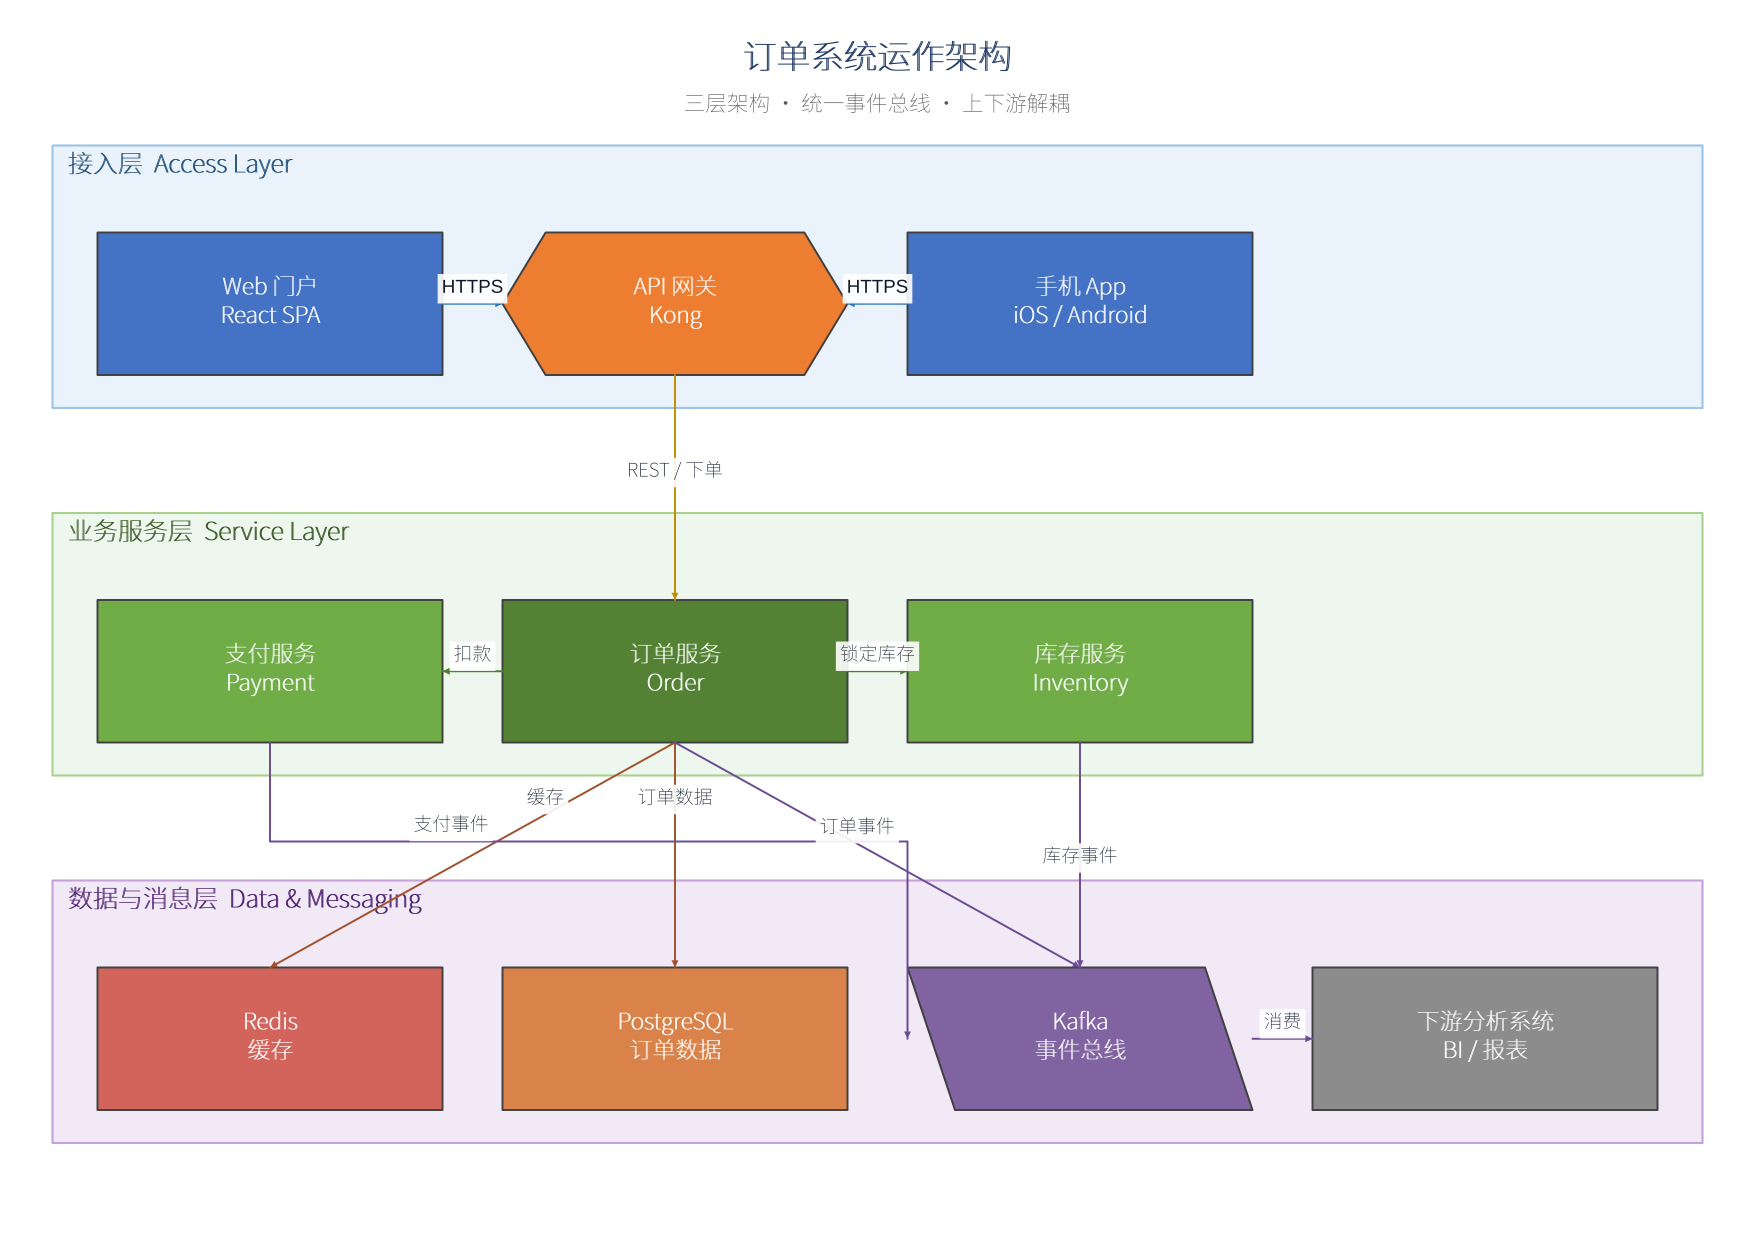 订单系统运作架构
三层架构 · 统一事件总线 · 上下游解耦
接入层 Access Layer
Web 门户
React SPA
HTTPS
API 网关
Kong
HTTPS
手机 App
iOS / Android
REST / 下单
业务服务层 Service Layer
支付服务
Payment
扣款
订单服务
Order
锁定库存
库存服务
Inventory
缓存
订单数据
支付事件
订单事件
库存事件
数据与消息层 Data & Messaging
Redis
缓存
PostgreSQL
订单数据
Kafka
事件总线
消费
下游分析系统
BI / 报表